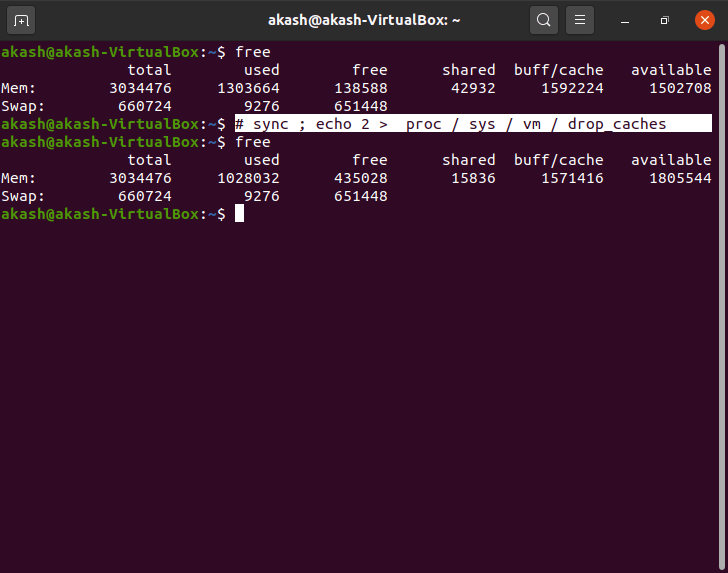 akash@akash-VirtualBox: ~
akash@akash-VirtualBox:~$ free
total used free shared buff/cache available
Mem: 3034476 1303664 138588 42932 1592224 1502708
Swap: 660724 9276 651448
akash@akash-VirtualBox:~$ # sync ; echo 2 > proc / sys / vm / drop_caches
akash@akash-VirtualBox:~$ free
total used free shared buff/cache available
Mem: 3034476 1028032 435028 15836 1571416 1805544
Swap: 660724 9276 651448
akash@akash-VirtualBox:~$